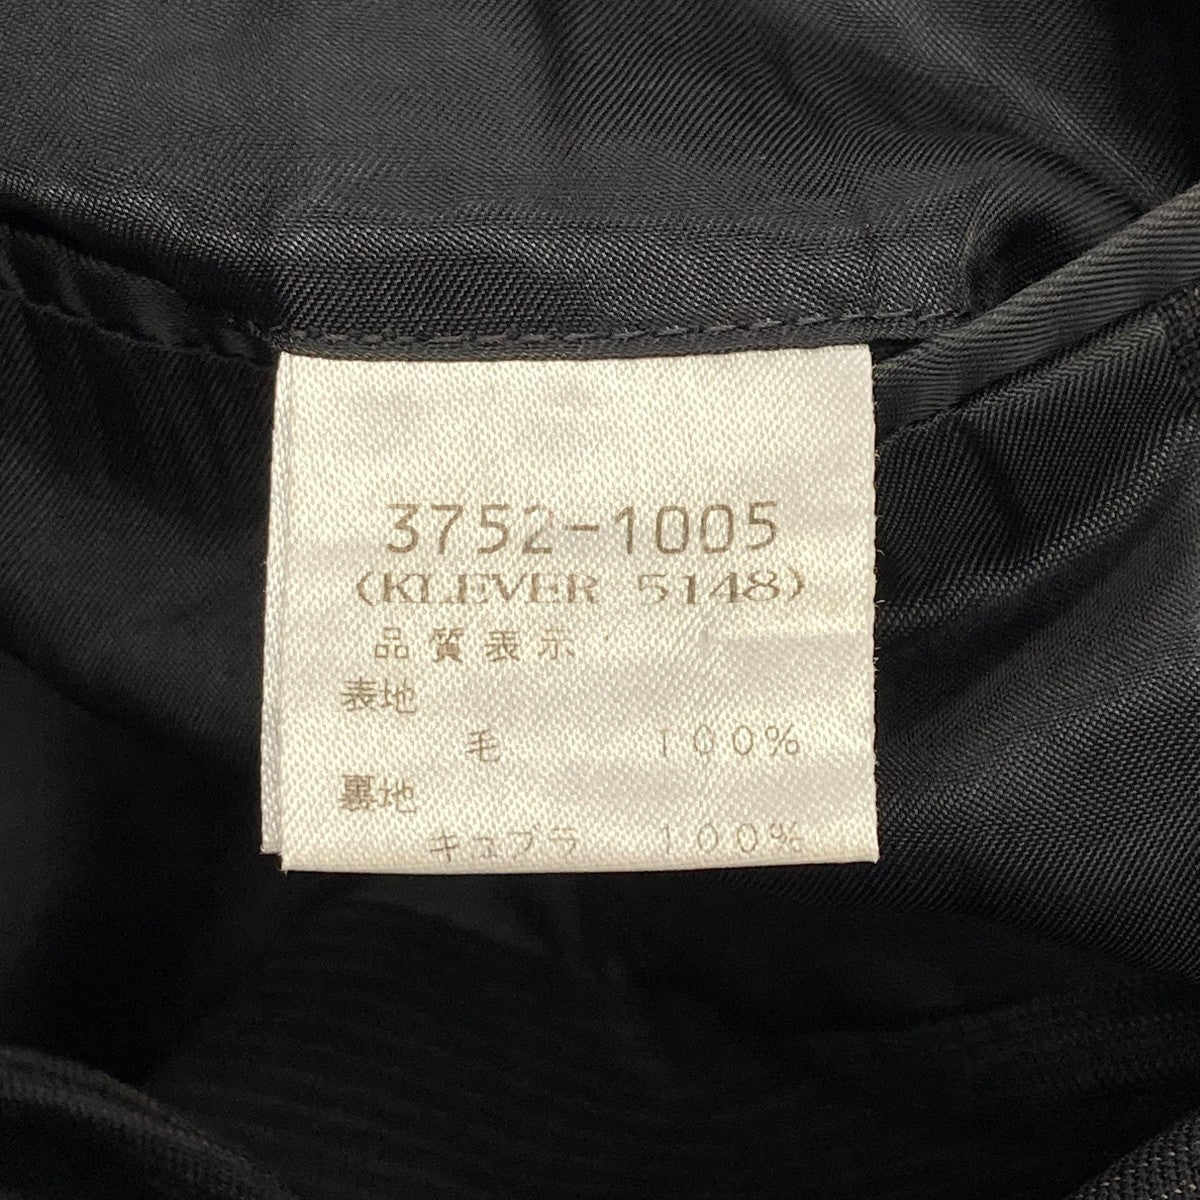 3752-1005
(KLEVER 5148)
品質表示
表地
毛 100%
裏地
キュプラ 100%